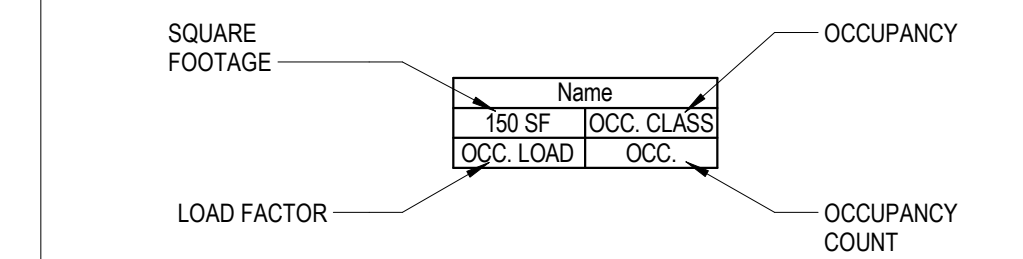 SQUARE
FOOTAGE
OCCUPANCY
Name
150 SF OCC. CLASS
OCC. LOAD OCC.
LOAD FACTOR
OCCUPANCY
COUNT